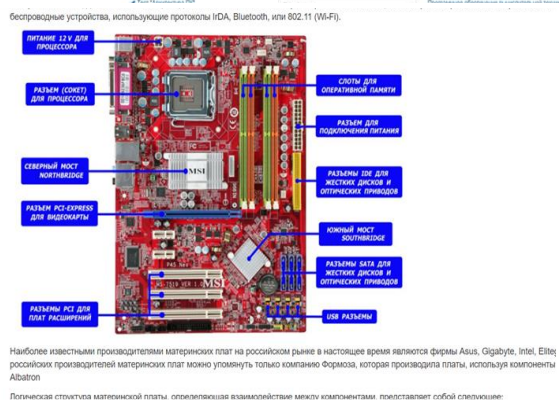 беспроводные устройства, использующие протоколы IrDA, Bluetooth, или 802.11 (Wi-Fi).
ПИТАНИЕ 12 V ДЛЯ
ПРОЦЕССОРА
РАЗЪЕМ (СОКЕТ)
ДЛЯ ПРОЦЕССОРА
СЕВЕРНЫЙ МОСТ
NORTHBRIDGE
РАЗЪЕМ PCI-EXPRESS
ДЛЯ ВИДЕОКАРТЫ
РАЗЪЕМЫ PCI ДЛЯ
ПЛАТ РАСШИРЕНИЙ
СЛОТЫ ДЛЯ
ОПЕРАТИВНОЙ ПАМЯТИ
РАЗЪЕМ ДЛЯ
ПОДКЛЮЧЕНИЯ ПИТАНИЯ
РАЗЪЕМЫ IDE ДЛЯ
ЖЕСТКИХ ДИСКОВ И
ОПТИЧЕСКИХ ПРИВОДОВ
ЮЖНЫЙ МОСТ
SOUTHBRIDGE
РАЗЪЕМЫ SATA ДЛЯ
ЖЕСТКИХ ДИСКОВ И
ОПТИЧЕСКИХ ПРИВОДОВ
USB РАЗЪЕМЫ
MSI
MS-7519 VER 1.
MSI
Наиболее известными производителями материнских плат на российском рынке в настоящее время являются фирмы Asus, Gigabyte, Intel, Eliteg
российских производителей материнских плат можно упомянуть только компанию Формоза, которая производила платы, используя компоненты
Albatron
Логическая структура материнской платы, определяющая взаимодействие между компонентами, представляет собой следующее: